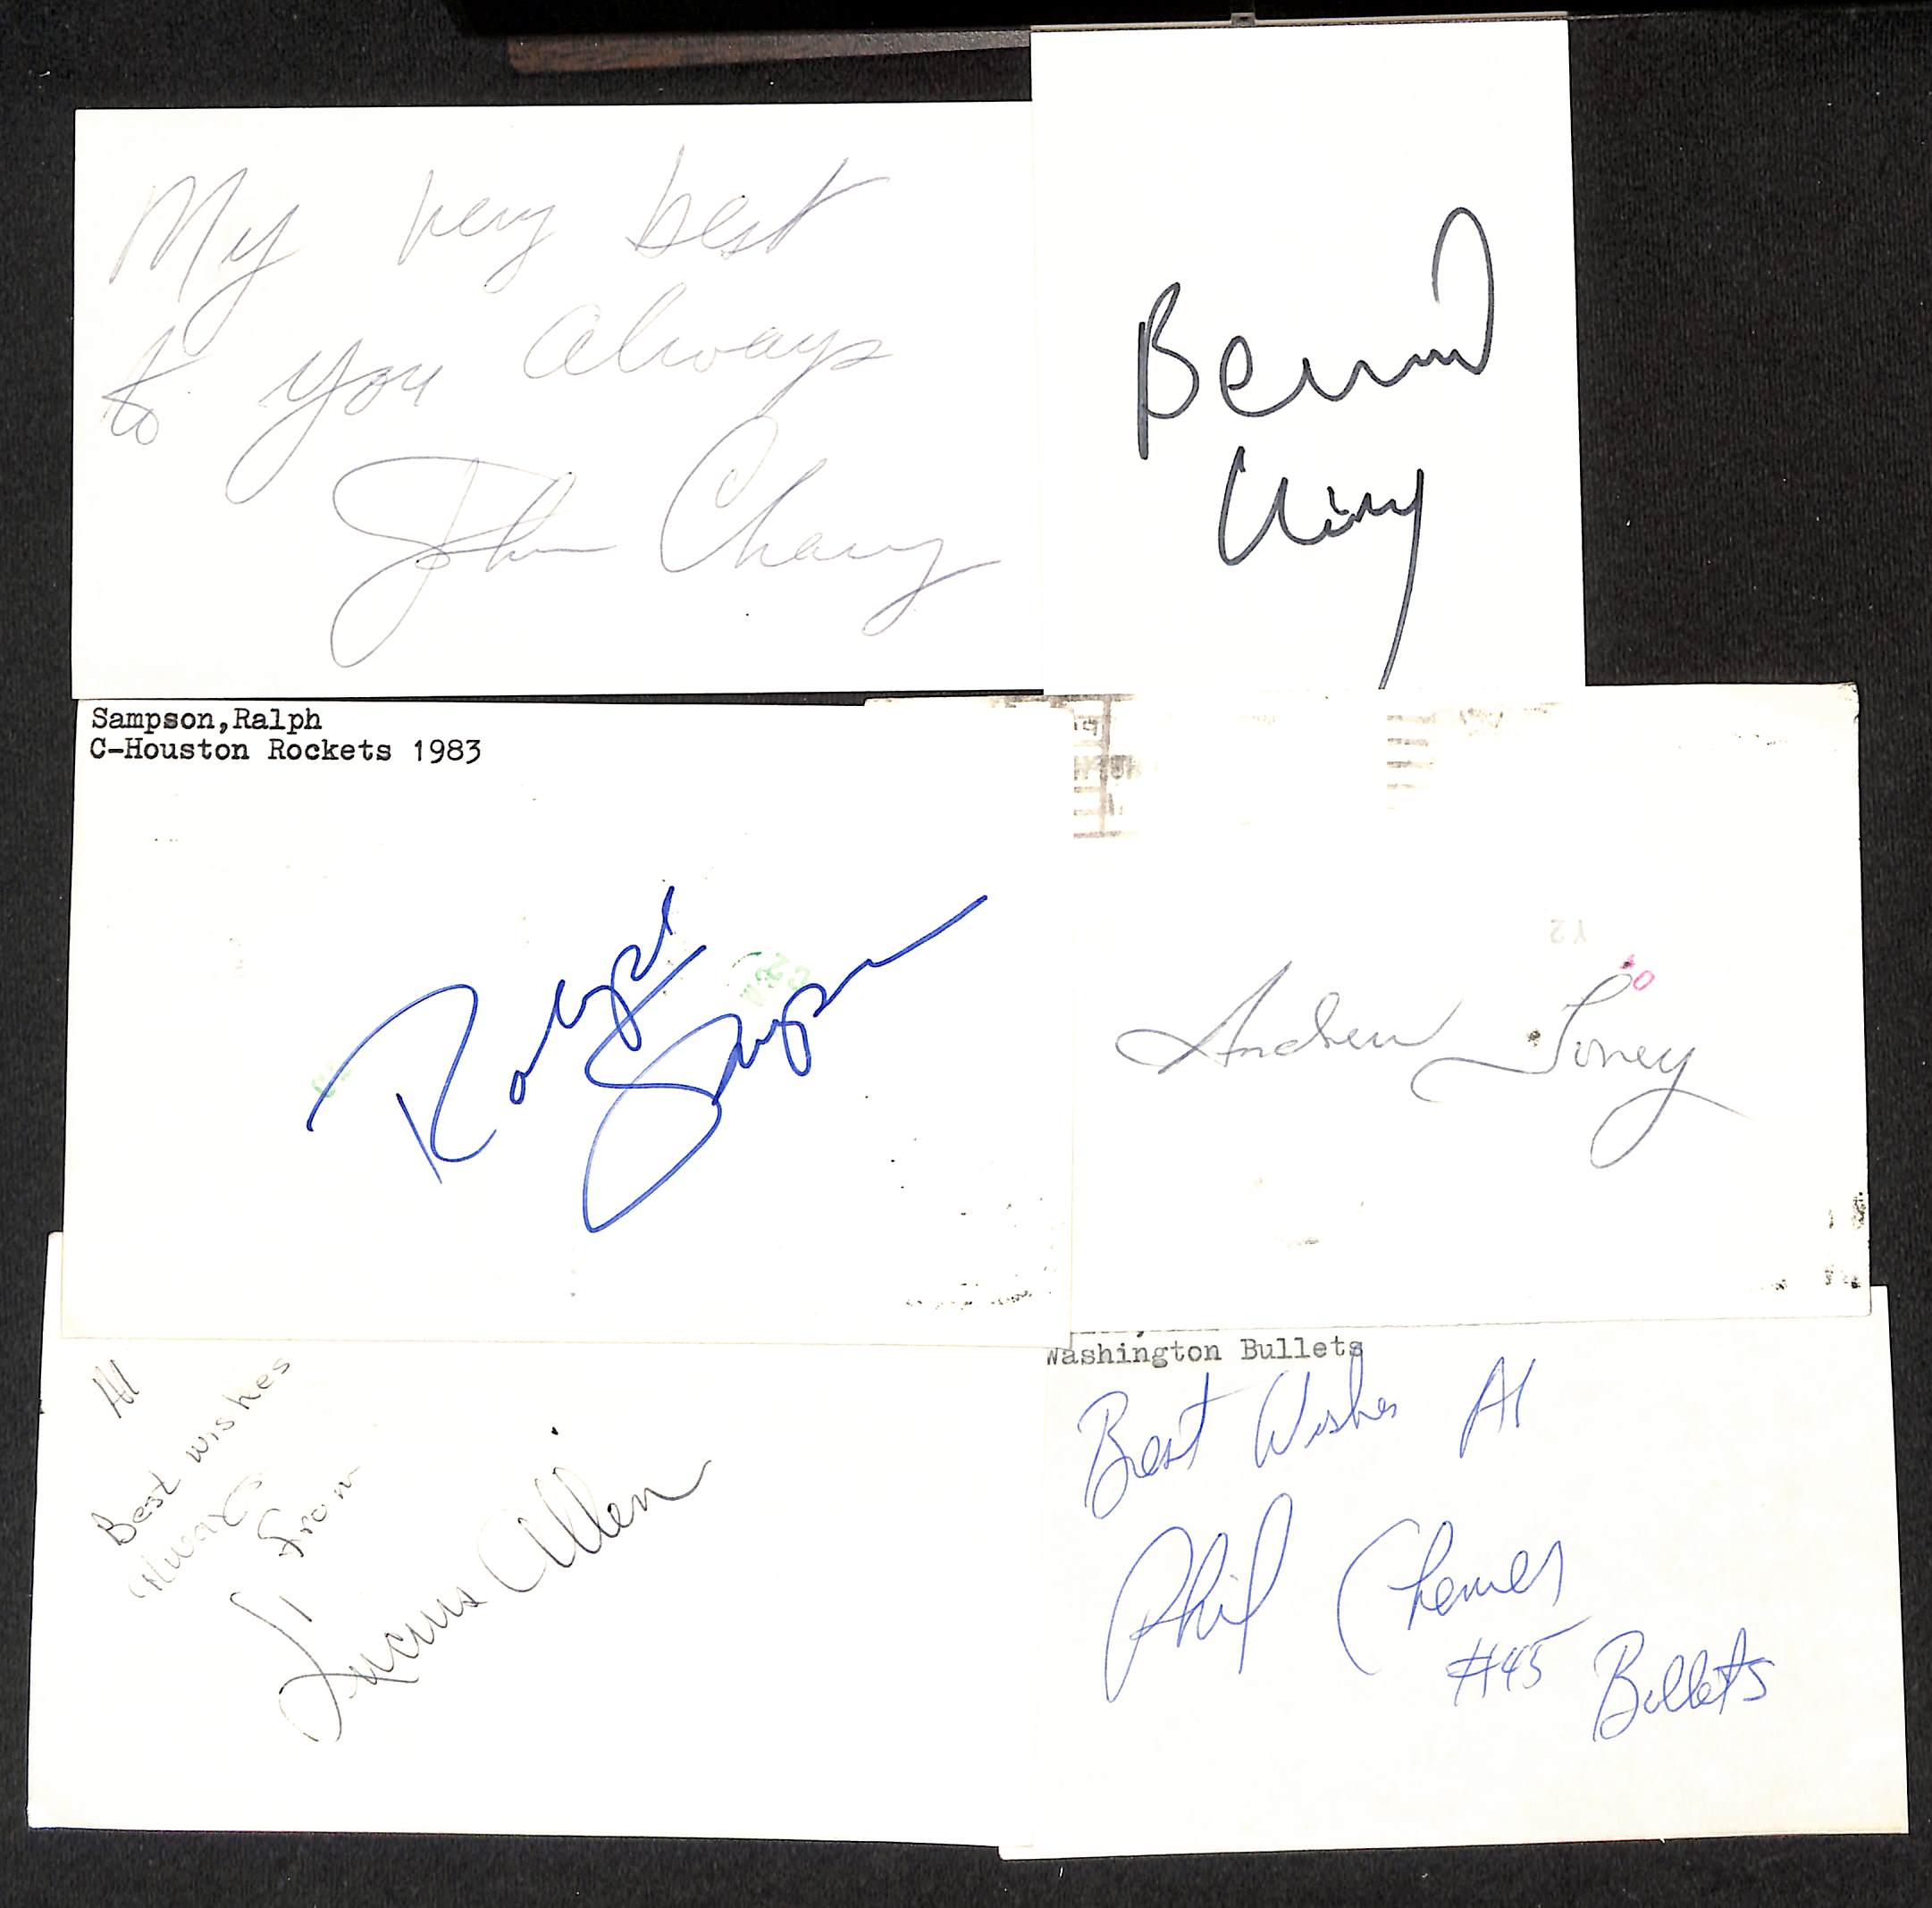 My very best
to you always
John Chaney
Bernard
King
Sampson,Ralph
C-Houston Rockets 1983
Ralph
Sampson
Y2
Andrew Toney
Al
Best wishes
always
from
Lucius Allen
Washington Bullets
Best Wishes Al
Phil Chenier
#45 Bullets